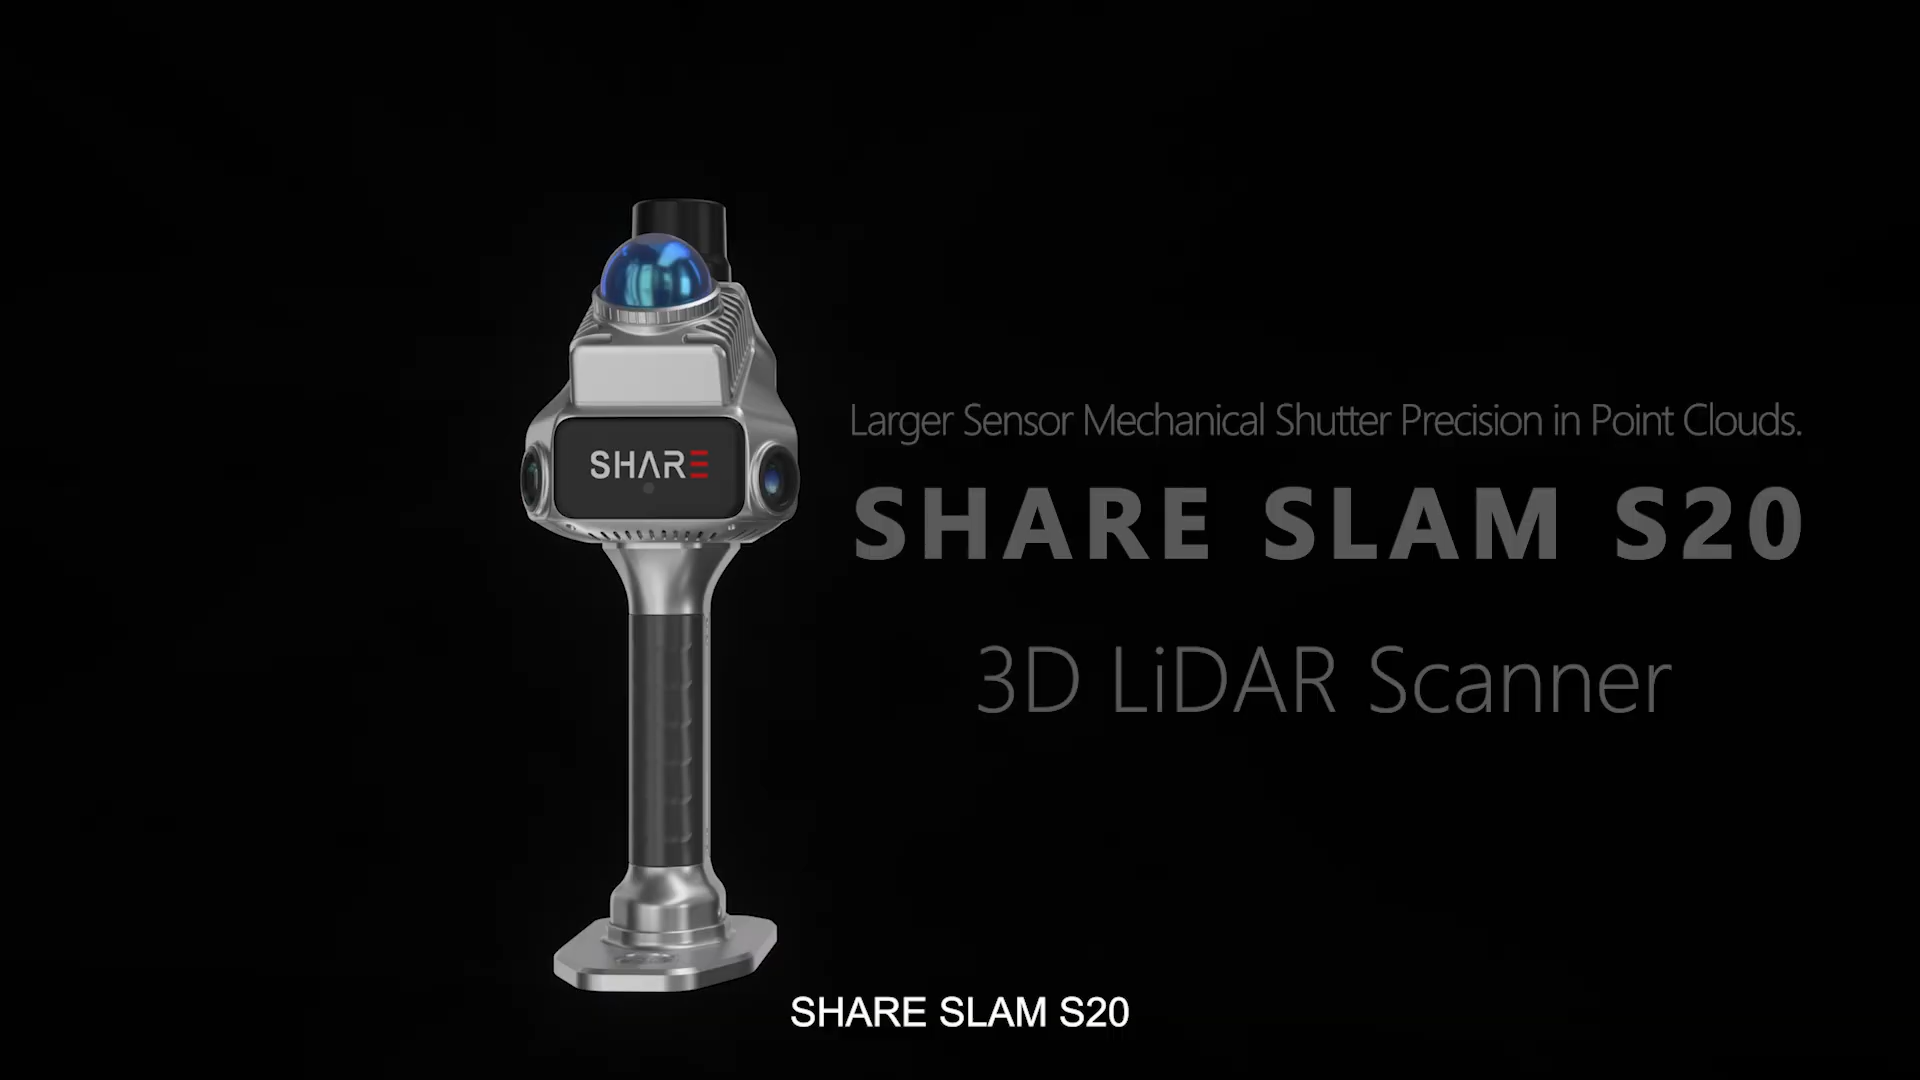 SHARE
Larger Sensor Mechanical Shutter Precision in Point Clouds.
SHARE SLAM S20
3D LiDAR Scanner
SHARE SLAM S20